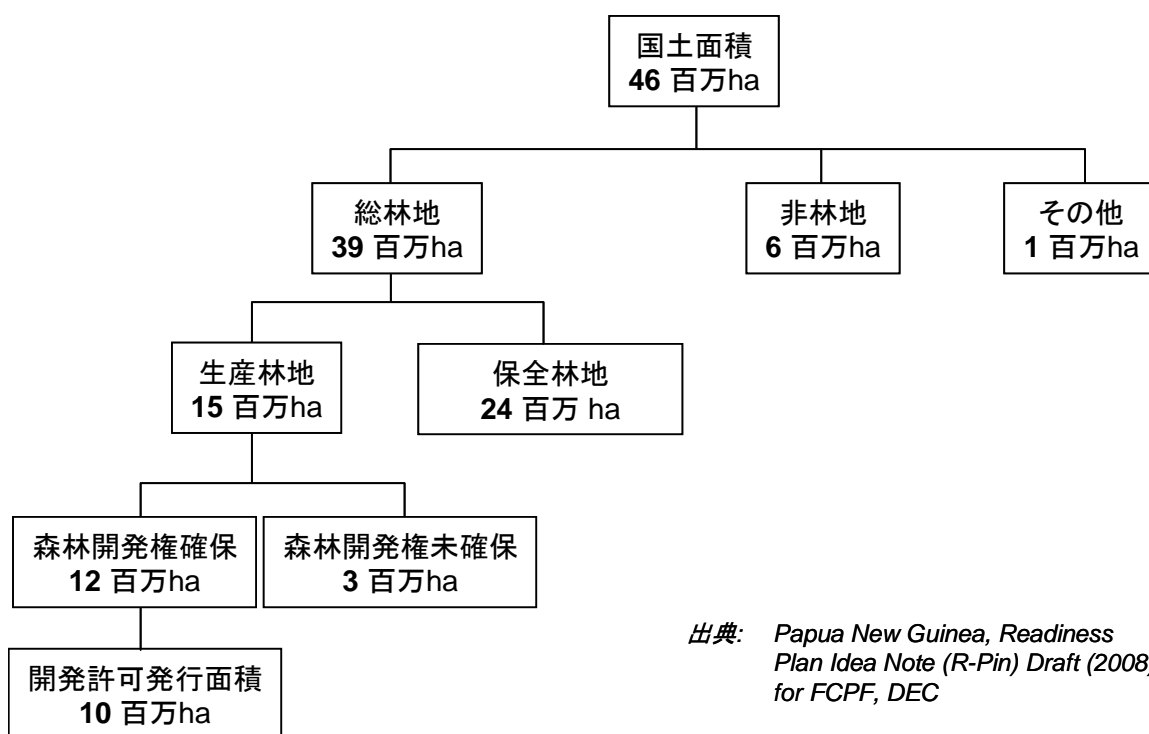 国土面積
46 百万ha
総林地
39 百万ha
非林地
6 百万ha
その他
1 百万ha
生産林地
15 百万ha
保全林地
24 百万 ha
森林開発権確保
12 百万ha
森林開発権未確保
3 百万ha
開発許可発行面積
10 百万ha
出典: Papua New Guinea, Readiness
Plan Idea Note (R-Pin) Draft (2008)
for FCPF, DEC